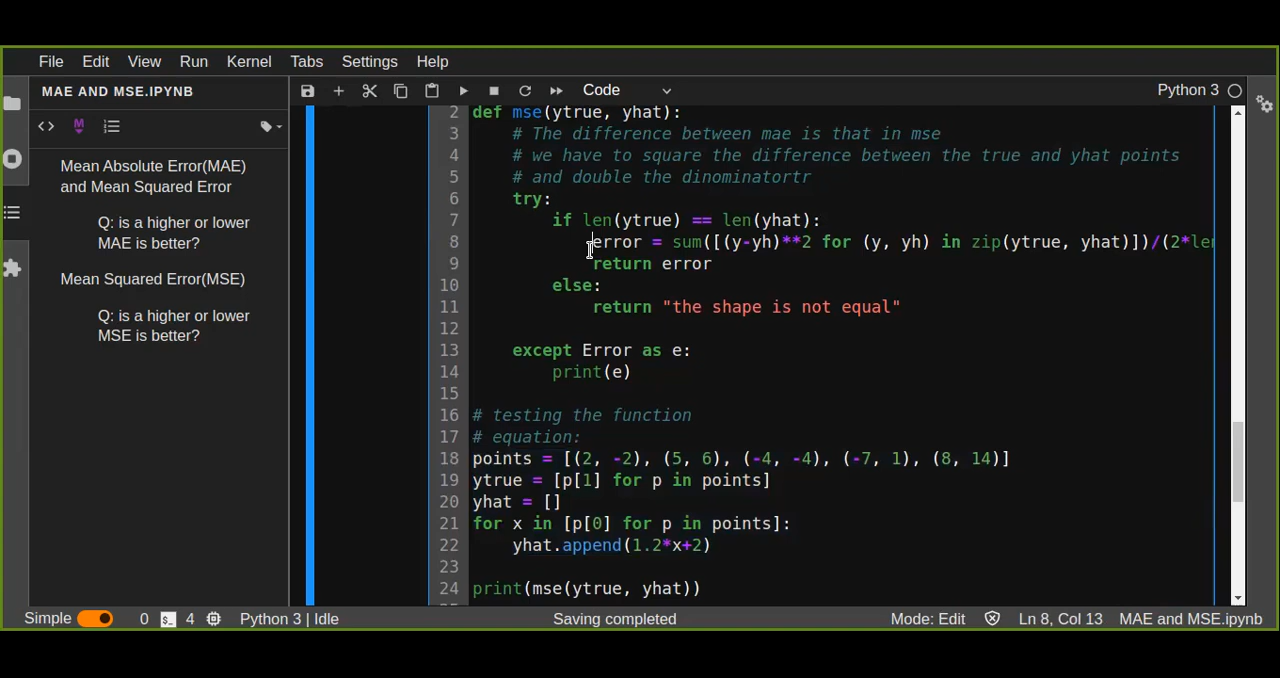 File Edit View Run Kernel Tabs Settings Help
MAE AND MSE.IPYNB
Code
Python 3
Mean Absolute Error(MAE)
and Mean Squared Error
Q: is a higher or lower
MAE is better?
Mean Squared Error(MSE)
Q: is a higher or lower
MSE is better?
2 def mse(ytrue, yhat):
3 # The difference between mae is that in mse
4 # we have to square the difference between the true and yhat points
5 # and double the dinominatortr
6 try:
7 if len(ytrue) == len(yhat):
8 error = sum([(y-yh)**2 for (y, yh) in zip(ytrue, yhat)])/(2*len
9 return error
10 else:
11 return "the shape is not equal"
12
13 except Error as e:
14 print(e)
15
16 # testing the function
17 # equation:
18 points = [(2, -2), (5, 6), (-4, -4), (-7, 1), (8, 14)]
19 ytrue = [p[1] for p in points]
20 yhat = []
21 for x in [p[0] for p in points]:
22 yhat.append(1.2*x+2)
23
24 print(mse(ytrue, yhat))
Simple 0 4 Python 3 | Idle Saving completed Mode: Edit Ln 8, Col 13 MAE and MSE.ipynb